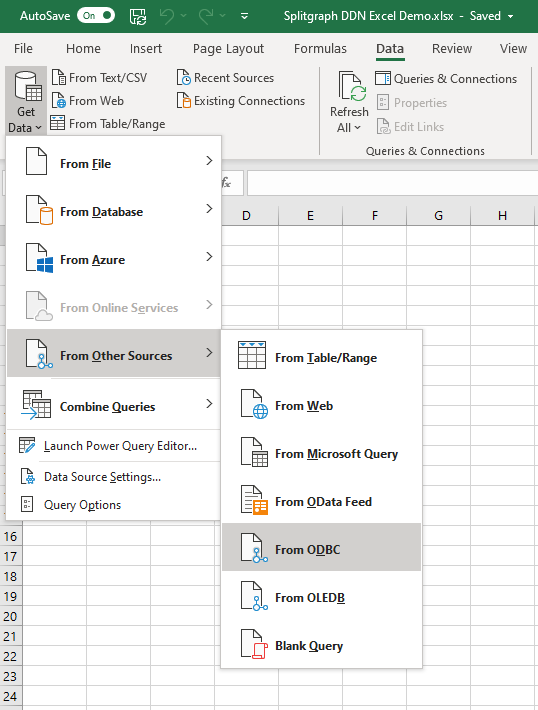 AutoSave On Splitgraph DDN Excel Demo.xlsx - Saved
File Home Insert Page Layout Formulas Data Review View
Get Data
From Text/CSV
From Web
From Table/Range
Recent Sources
Existing Connections
Refresh All
Queries & Connections
Properties
Edit Links
Queries & Connections
fx
D E F G H
From File
From Database
From Azure
From Online Services
From Other Sources
Combine Queries
Launch Power Query Editor...
Data Source Settings...
Query Options
From Table/Range
From Web
From Microsoft Query
From OData Feed
From ODBC
From OLEDB
Blank Query
16
17
18
19
20
21
22
23
24